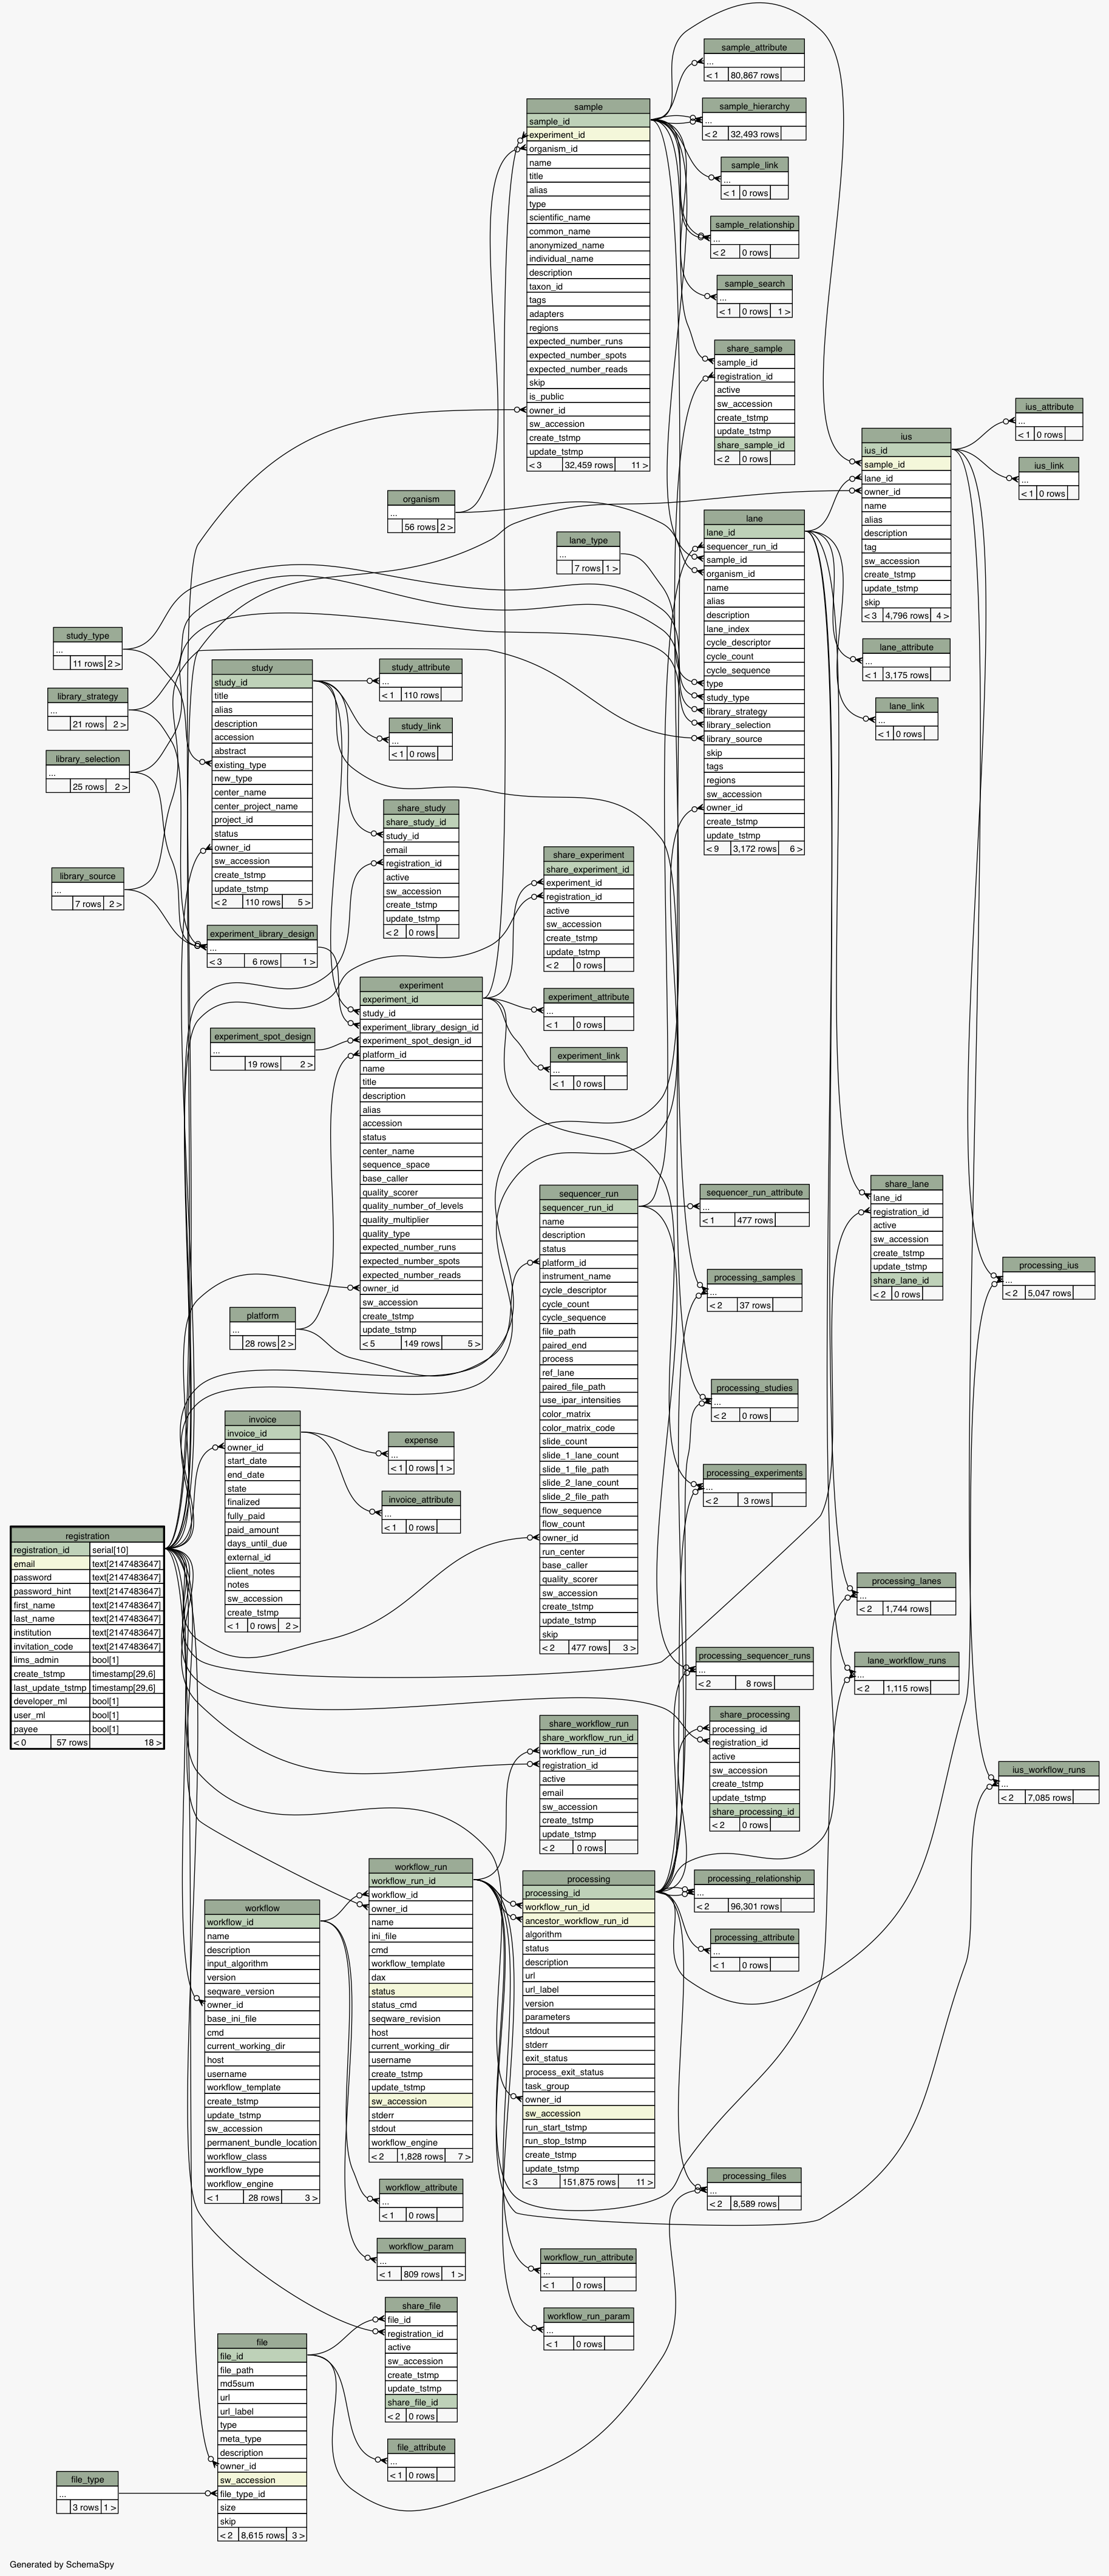 sample_attribute
...
< 1 80,867 rows
sample
sample_id
experiment_id
organism_id
name
title
alias
type
scientific_name
common_name
anonymized_name
individual_name
description
taxon_id
tags
adapters
regions
expected_number_runs
expected_number_spots
expected_number_reads
skip
is_public
owner_id
sw_accession
create_tstmp
update_tstmp
< 3 32,459 rows 11 >
sample_hierarchy
...
< 2 32,493 rows
sample_link
...
< 1 0 rows
sample_relationship
...
< 2 0 rows
sample_search
...
< 1 0 rows 1 >
share_sample
sample_id
registration_id
active
sw_accession
create_tstmp
update_tstmp
share_sample_id
< 2 0 rows
ius_attribute
...
< 1 0 rows
ius
ius_id
sample_id
lane_id
owner_id
name
alias
description
tag
sw_accession
create_tstmp
update_tstmp
skip
< 3 4,796 rows 4 >
ius_link
...
< 1 0 rows
organism
...
56 rows 2 >
lane
lane_id
sequencer_run_id
sample_id
organism_id
name
alias
description
lane_index
cycle_descriptor
cycle_count
cycle_sequence
type
study_type
library_strategy
library_selection
library_source
skip
tags
regions
sw_accession
owner_id
create_tstmp
update_tstmp
< 9 3,172 rows 6 >
lane_type
...
7 rows 1 >
study_type
...
11 rows 2 >
lane_attribute
...
< 1 3,175 rows
study
study_id
title
alias
description
accession
abstract
existing_type
new_type
center_name
center_project_name
project_id
status
owner_id
sw_accession
create_tstmp
update_tstmp
< 2 110 rows 5 >
study_attribute
...
< 1 110 rows
library_strategy
...
21 rows 2 >
lane_link
...
< 1 0 rows
study_link
...
< 1 0 rows
library_selection
...
25 rows 2 >
share_study
share_study_id
study_id
email
registration_id
active
sw_accession
create_tstmp
update_tstmp
< 2 0 rows
share_experiment
share_experiment_id
experiment_id
registration_id
active
sw_accession
create_tstmp
update_tstmp
< 2 0 rows
library_source
...
7 rows 2 >
experiment_library_design
...
< 3 6 rows 1 >
experiment
experiment_id
study_id
experiment_library_design_id
experiment_spot_design_id
platform_id
name
title
description
alias
accession
status
center_name
sequence_space
base_caller
quality_scorer
quality_number_of_levels
quality_multiplier
quality_type
expected_number_runs
expected_number_spots
expected_number_reads
owner_id
sw_accession
create_tstmp
update_tstmp
< 5 149 rows 5 >
experiment_attribute
...
< 1 0 rows
experiment_spot_design
...
19 rows 2 >
experiment_link
...
< 1 0 rows
share_lane
lane_id
registration_id
active
sw_accession
create_tstmp
update_tstmp
share_lane_id
< 2 0 rows
sequencer_run
sequencer_run_id
name
description
status
platform_id
instrument_name
cycle_descriptor
cycle_count
cycle_sequence
file_path
paired_end
process
ref_lane
paired_file_path
use_ipar_intensities
color_matrix
color_matrix_code
slide_count
slide_1_lane_count
slide_1_file_path
slide_2_lane_count
slide_2_file_path
flow_sequence
flow_count
owner_id
run_center
base_caller
quality_scorer
sw_accession
create_tstmp
update_tstmp
skip
< 2 477 rows 3 >
sequencer_run_attribute
...
< 1 477 rows
processing_ius
...
< 2 5,047 rows
processing_samples
...
< 2 37 rows
platform
...
28 rows 2 >
processing_studies
...
< 2 0 rows
invoice
invoice_id
owner_id
start_date
end_date
state
finalized
fully_paid
paid_amount
days_until_due
external_id
client_notes
notes
sw_accession
create_tstmp
< 1 0 rows 2 >
expense
...
< 1 0 rows 1 >
processing_experiments
...
< 2 3 rows
invoice_attribute
...
< 1 0 rows
registration
registration_id serial[10]
email text[2147483647]
password text[2147483647]
password_hint text[2147483647]
first_name text[2147483647]
last_name text[2147483647]
institution text[2147483647]
invitation_code text[2147483647]
lims_admin bool[1]
create_tstmp timestamp[29,6]
last_update_tstmp timestamp[29,6]
developer_ml bool[1]
user_ml bool[1]
payee bool[1]
< 0 57 rows 18 >
processing_lanes
...
< 2 1,744 rows
processing_sequencer_runs
...
< 2 8 rows
lane_workflow_runs
...
< 2 1,115 rows
share_processing
processing_id
registration_id
active
sw_accession
create_tstmp
update_tstmp
share_processing_id
< 2 0 rows
share_workflow_run
share_workflow_run_id
workflow_run_id
registration_id
active
email
sw_accession
create_tstmp
update_tstmp
< 2 0 rows
ius_workflow_runs
...
< 2 7,085 rows
workflow_run
workflow_run_id
workflow_id
owner_id
name
ini_file
cmd
workflow_template
dax
status
status_cmd
seqware_revision
host
current_working_dir
username
create_tstmp
update_tstmp
sw_accession
stderr
stdout
workflow_engine
< 2 1,828 rows 7 >
processing
processing_id
workflow_run_id
ancestor_workflow_run_id
algorithm
status
description
url
url_label
version
parameters
stdout
stderr
exit_status
process_exit_status
task_group
owner_id
sw_accession
run_start_tstmp
run_stop_tstmp
create_tstmp
update_tstmp
< 3 151,875 rows 11 >
processing_relationship
...
< 2 96,301 rows
workflow
workflow_id
name
description
input_algorithm
version
seqware_version
owner_id
base_ini_file
cmd
current_working_dir
host
username
workflow_template
create_tstmp
update_tstmp
sw_accession
permanent_bundle_location
workflow_class
workflow_type
workflow_engine
< 1 28 rows 3 >
processing_attribute
...
< 1 0 rows
processing_files
...
< 2 8,589 rows
workflow_attribute
...
< 1 0 rows
workflow_param
...
< 1 809 rows 1 >
workflow_run_attribute
...
< 1 0 rows
share_file
file_id
registration_id
active
sw_accession
create_tstmp
update_tstmp
share_file_id
< 2 0 rows
workflow_run_param
...
< 1 0 rows
file
file_id
file_path
md5sum
url
url_label
type
meta_type
description
owner_id
sw_accession
file_type_id
size
skip
< 2 8,615 rows 3 >
file_attribute
...
< 1 0 rows
file_type
...
3 rows 1 >
Generated by SchemaSpy